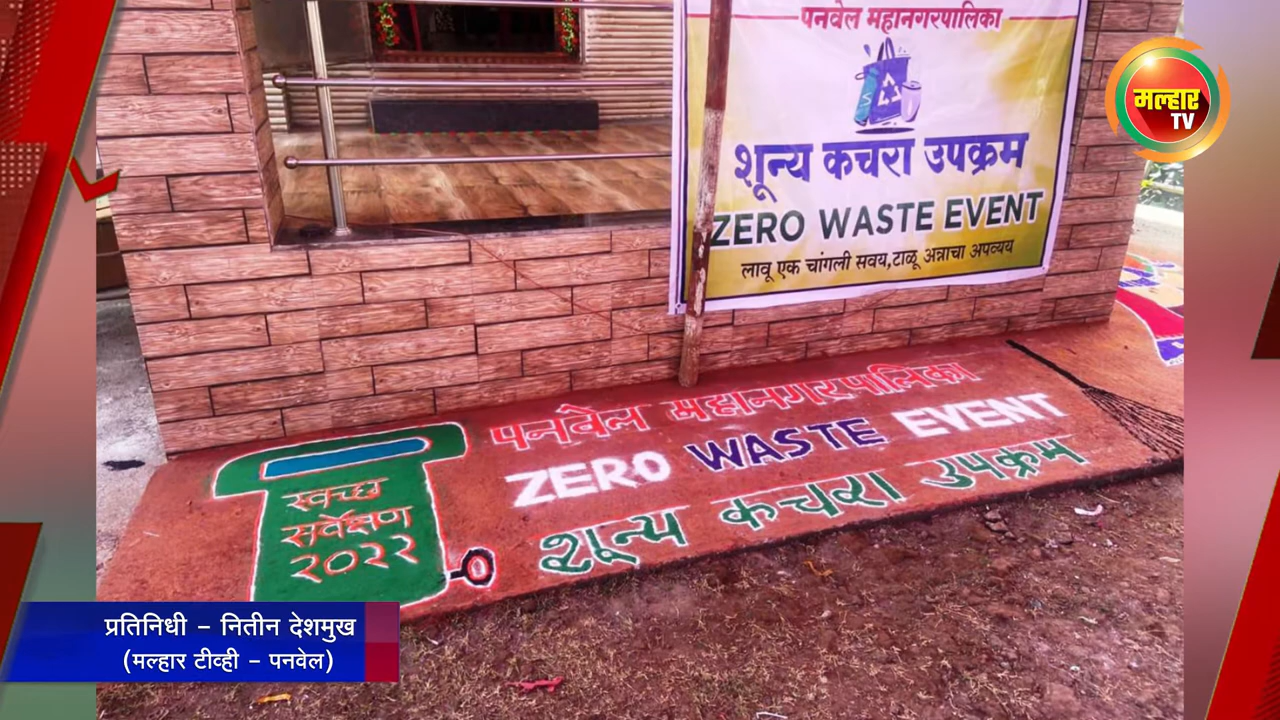 पनवेल महानगरपालिका
शून्य कचरा उपक्रम
ZERO WASTE EVENT
लावू एक चांगली सवय,टाळू अन्नाचा अपव्यय
मल्हार
TV
पनवेल महानगरपालिका
ZERO WASTE EVENT
शून्य कचरा उपक्रम
स्वच्छ
सर्वेक्षण
२०२२
प्रतिनिधी – नितीन देशमुख
(मल्हार टीव्ही – पनवेल)